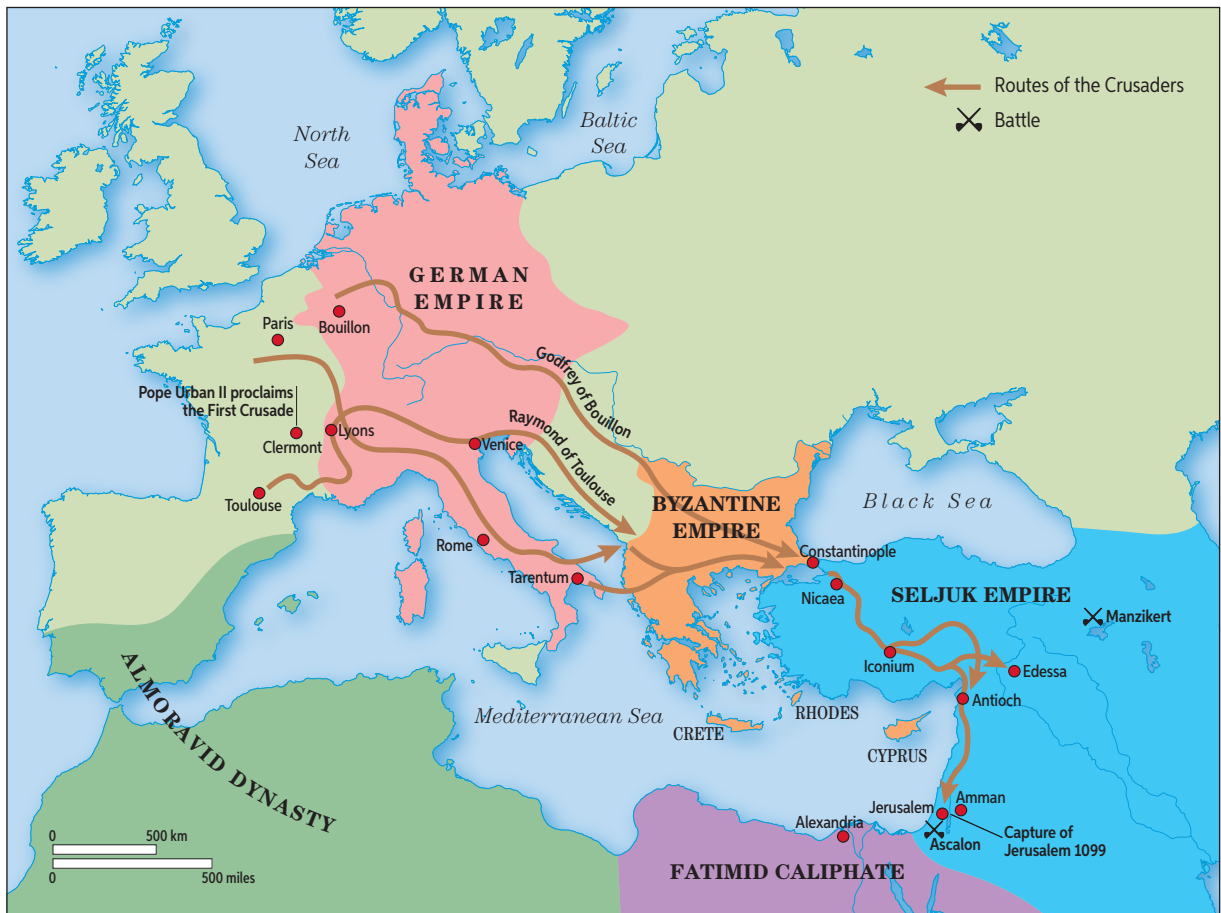 Routes of the Crusaders
Battle
North
Sea
Baltic
Sea
GERMAN
EMPIRE
Paris
Bouillon
Godfrey of Bouillon
Pope Urban II proclaims
the First Crusade
Clermont
Lyons
Raymond of Toulouse
Venice
Toulouse
BYZANTINE
EMPIRE
Black Sea
Rome
Constantinople
Tarentum
Nicaea
SELJUK EMPIRE
Manzikert
Iconium
Edessa
Antioch
ALMORAVID DYNASTY
Mediterranean Sea
RHODES
CRETE
CYPRUS
Jerusalem
Amman
Alexandria
Ascalon
Capture of
Jerusalem 1099
FATIMID CALIPHATE
0 500 km
0 500 miles